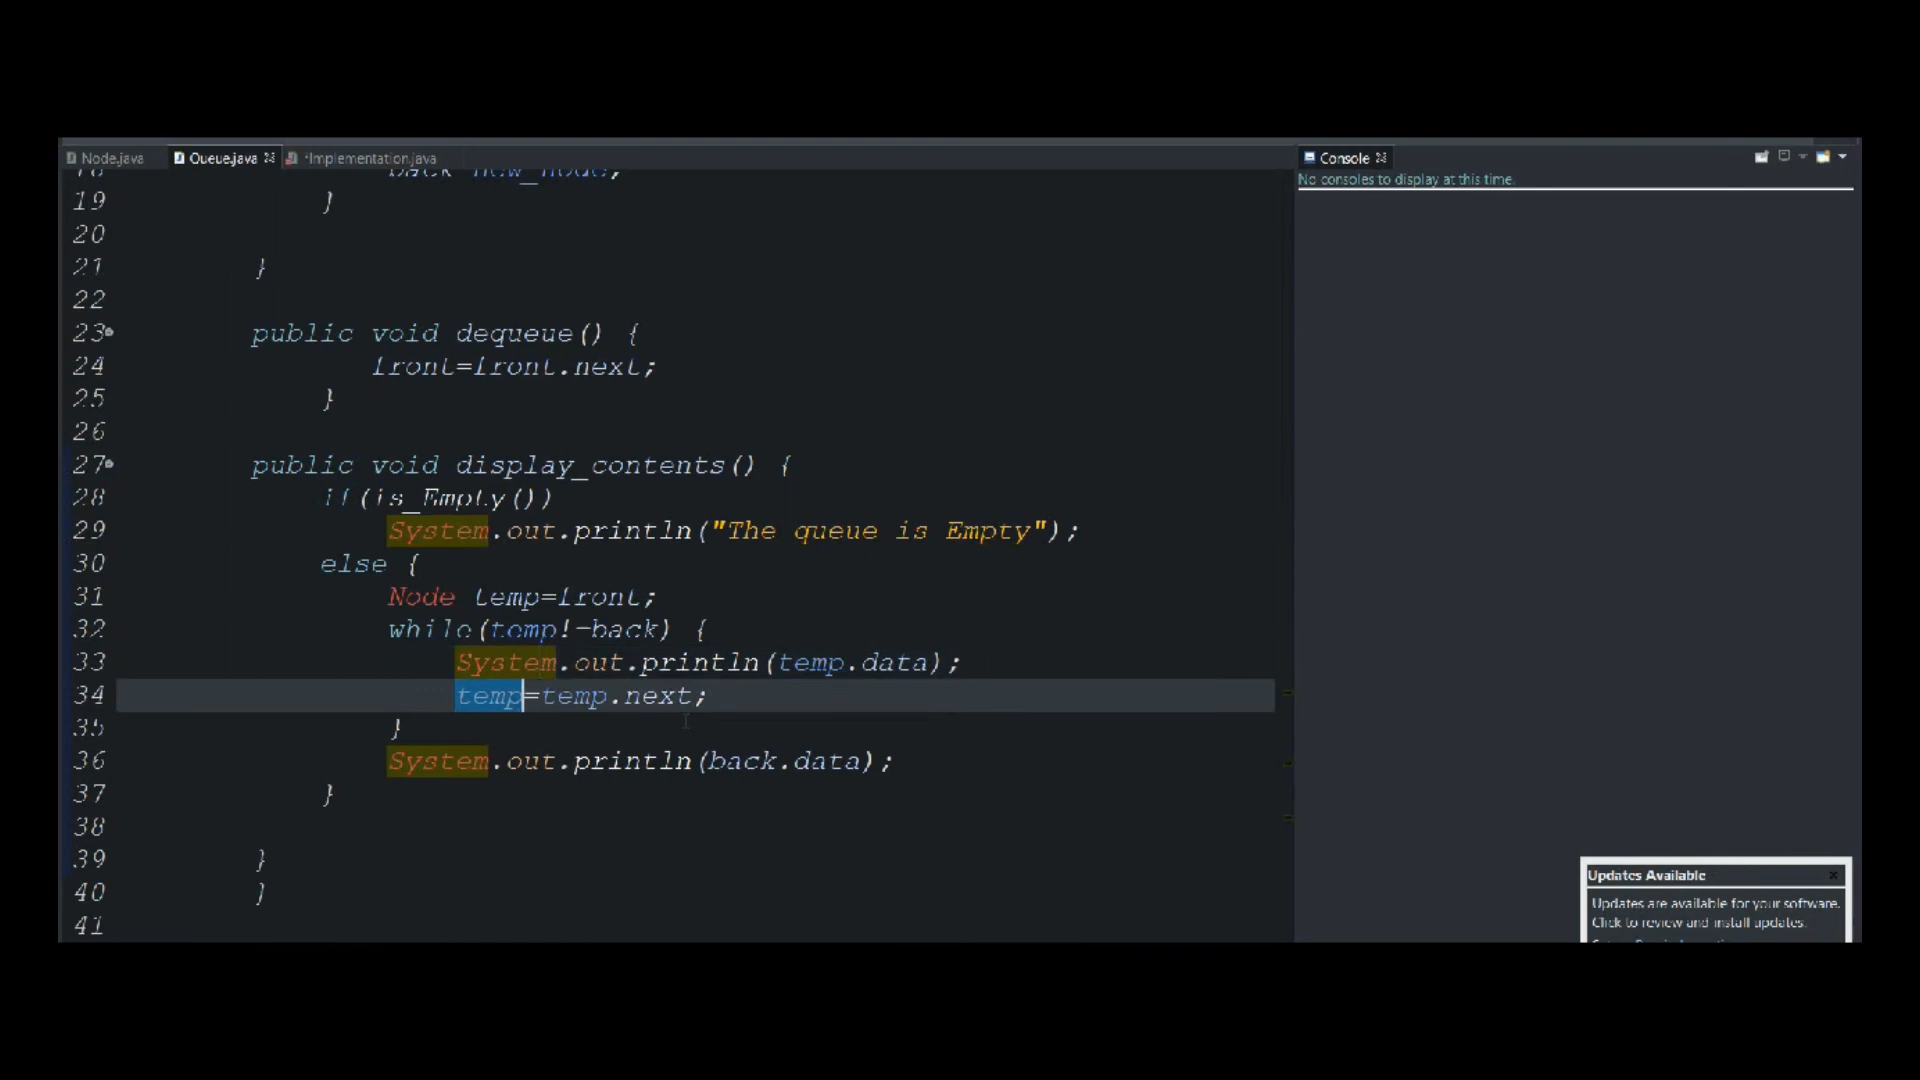 Node.java
Queue.java
*Implementation.java
Console
No consoles to display at this time.
19 }
20
21 }
22
23 public void dequeue() {
24 front=front.next;
25 }
26
27 public void display_contents() {
28 if(is_Empty())
29 System.out.println("The queue is Empty");
30 else {
31 Node temp=front;
32 while(temp!=back) {
33 System.out.println(temp.data);
34 temp=temp.next;
35 }
36 System.out.println(back.data);
37 }
38
39 }
40 }
41
Updates Available
Updates are available for your software.
Click to review and install updates.